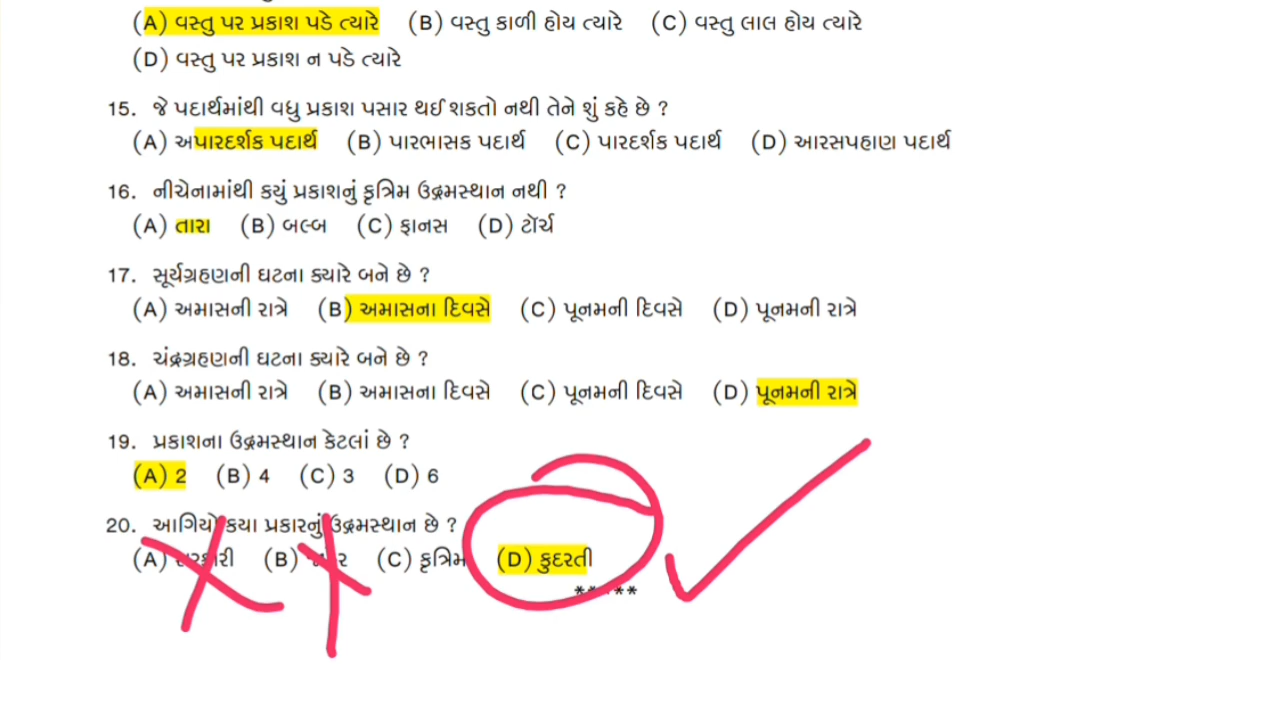 (A) વસ્તુ પર પ્રકાશ પડે ત્યારે (B) વસ્તુ કાળી હોય ત્યારે (C) વસ્તુ લાલ હોય ત્યારે
(D) વસ્તુ પર પ્રકાશ ન પડે ત્યારે
15. જે પદાર્થમાંથી વધુ પ્રકાશ પસાર થઈ શકતો નથી તેને શું કહે છે ?
(A) અપારદર્શક પદાર્થ (B) પારભાસક પદાર્થ (C) પારદર્શક પદાર્થ (D) આરસપહાણ પદાર્થ
16. નીચેનામાંથી કયું પ્રકાશનું કૃત્રિમ ઉદ્ગમસ્થાન નથી ?
(A) તારા (B) બલ્બ (C) ફાનસ (D) ટૉર્ચ
17. સૂર્યગ્રહણની ઘટના ક્યારે બને છે ?
(A) અમાસની રાત્રે (B) અમાસના દિવસે (C) પૂનમની દિવસે (D) પૂનમની રાત્રે
18. ચંદ્રગ્રહણની ઘટના ક્યારે બને છે ?
(A) અમાસની રાત્રે (B) અમાસના દિવસે (C) પૂનમની દિવસે (D) પૂનમની રાત્રે
19. પ્રકાશના ઉદ્ગમસ્થાન કેટલાં છે ?
(A) 2 (B) 4 (C) 3 (D) 6
20. આગિયો કયા પ્રકારનું ઉદ્ગમસ્થાન છે ?
(A) (B) (C) કૃત્રિમ (D) કુદરતી
*****